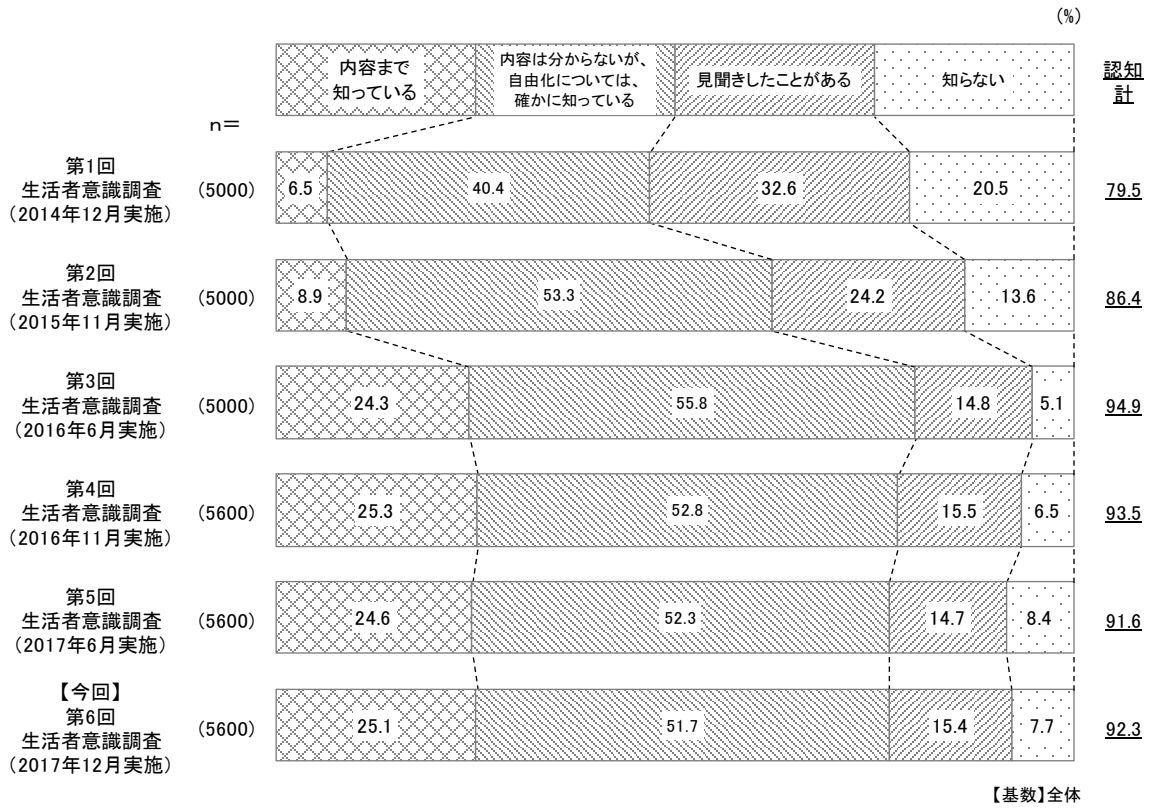 (%)
内容まで
知っている
内容は分からないが、
自由化については、
確かに知っている
見聞きしたことがある
知らない
認知
計
n=
第1回
生活者意識調査
(2014年12月実施)
(5000)
6.5
40.4
32.6
20.5
79.5
第2回
生活者意識調査
(2015年11月実施)
(5000)
8.9
53.3
24.2
13.6
86.4
第3回
生活者意識調査
(2016年6月実施)
(5000)
24.3
55.8
14.8
5.1
94.9
第4回
生活者意識調査
(2016年11月実施)
(5600)
25.3
52.8
15.5
6.5
93.5
第5回
生活者意識調査
(2017年6月実施)
(5600)
24.6
52.3
14.7
8.4
91.6
【今回】
第6回
生活者意識調査
(2017年12月実施)
(5600)
25.1
51.7
15.4
7.7
92.3
【基数】全体